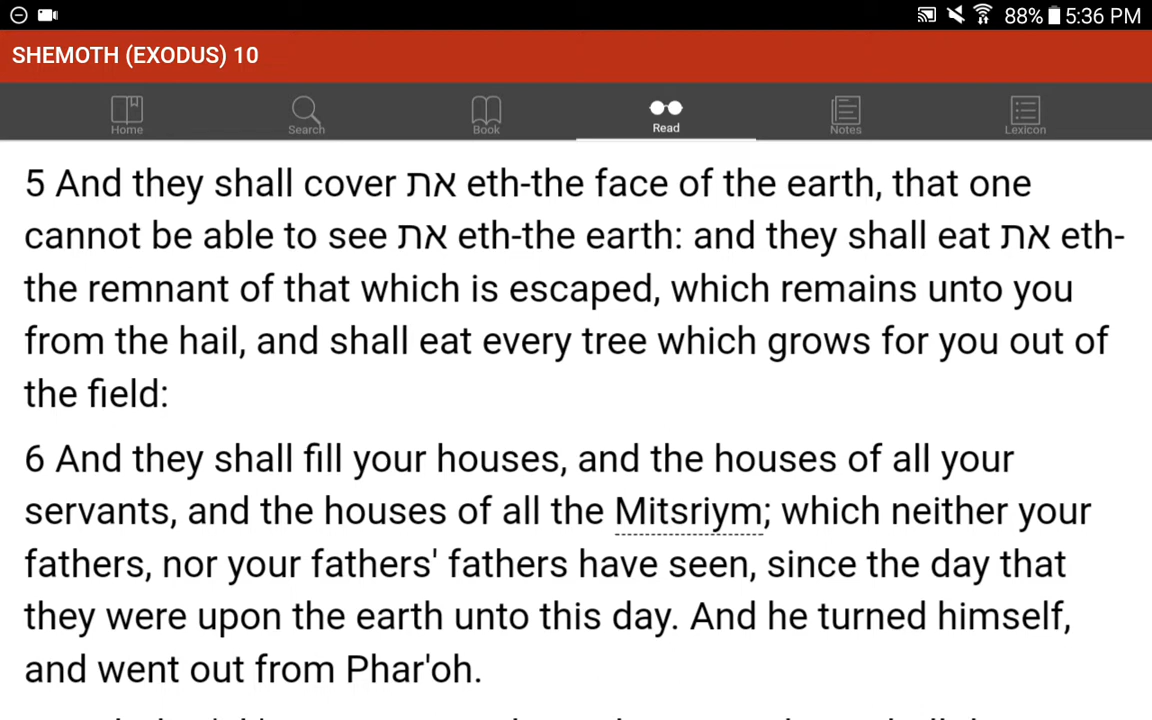 88% 5:36 PM
SHEMOTH (EXODUS) 10
Home Search Book Read Notes Lexicon
5 And they shall cover את eth-the face of the earth, that one
cannot be able to see את eth-the earth: and they shall eat את eth-
the remnant of that which is escaped, which remains unto you
from the hail, and shall eat every tree which grows for you out of
the field:
6 And they shall fill your houses, and the houses of all your
servants, and the houses of all the Mitsriym; which neither your
fathers, nor your fathers' fathers have seen, since the day that
they were upon the earth unto this day. And he turned himself,
and went out from Phar'oh.